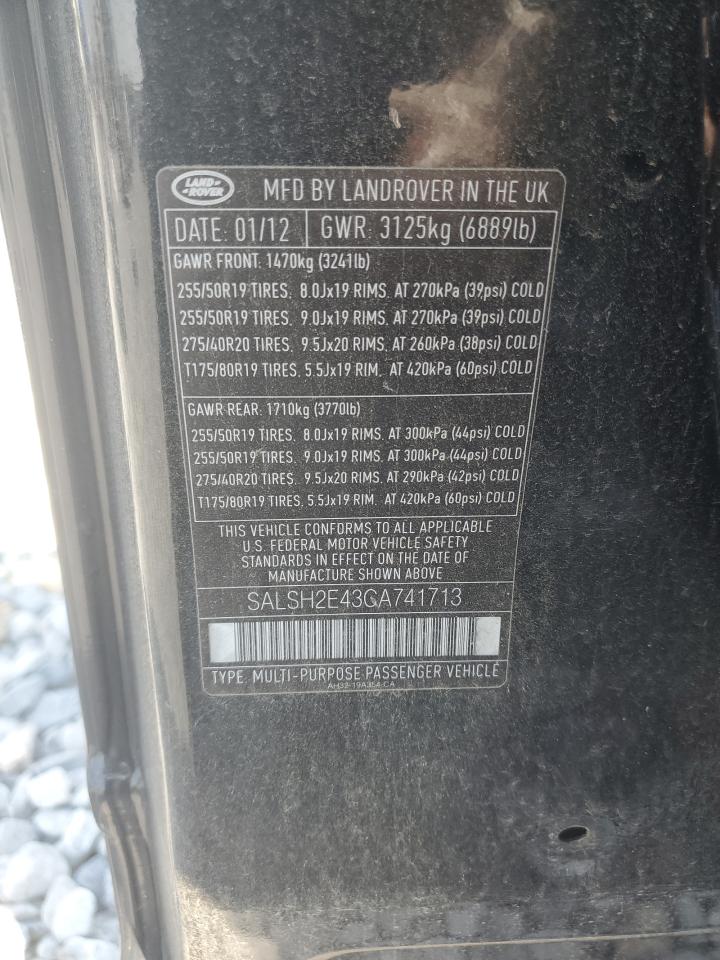 LAND-
-ROVER
MFD BY LANDROVER IN THE UK
DATE: 01/12 GWR: 3125kg (6889lb)
GAWR FRONT: 1470kg (3241lb)
255/50R19 TIRES, 8.0Jx19 RIMS, AT 270kPa (39psi) COLD
255/50R19 TIRES, 9.0Jx19 RIMS, AT 270kPa (39psi) COLD
275/40R20 TIRES, 9.5Jx20 RIMS, AT 260kPa (38psi) COLD
T175/80R19 TIRES, 5.5Jx19 RIM, AT 420kPa (60psi) COLD
GAWR REAR: 1710kg (3770lb)
255/50R19 TIRES, 8.0Jx19 RIMS, AT 300kPa (44psi) COLD
255/50R19 TIRES, 9.0Jx19 RIMS, AT 300kPa (44psi) COLD
275/40R20 TIRES, 9.5Jx20 RIMS, AT 290kPa (42psi) COLD
T175/80R19 TIRES, 5.5Jx19 RIM, AT 420kPa (60psi) COLD
THIS VEHICLE CONFORMS TO ALL APPLICABLE
U.S. FEDERAL MOTOR VEHICLE SAFETY
STANDARDS IN EFFECT ON THE DATE OF
MANUFACTURE SHOWN ABOVE
SALSH2E43CA741713
TYPE: MULTI-PURPOSE PASSENGER VEHICLE
AH32-19A354-CA